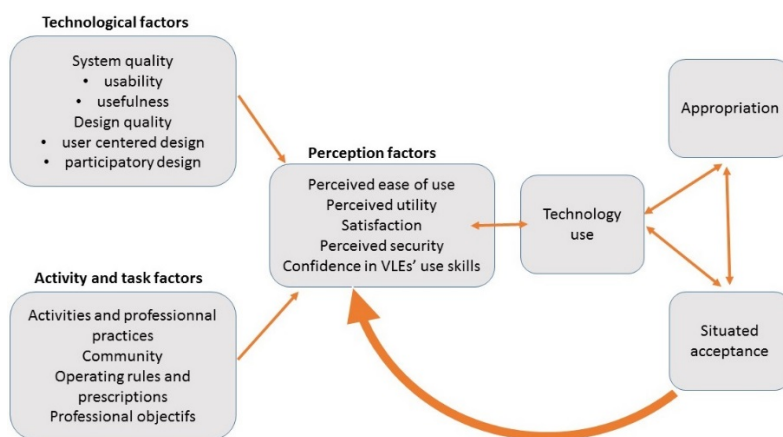 Technological factors
System quality
• usability
• usefulness
Design quality
• user centered design
• participatory design
Activity and task factors
Activities and professionnal
practices
Community
Operating rules and
prescriptions
Professional objectifs
Perception factors
Perceived ease of use
Perceived utility
Satisfaction
Perceived security
Confidence in VLEs’ use skills
Technology
use
Appropriation
Situated
acceptance